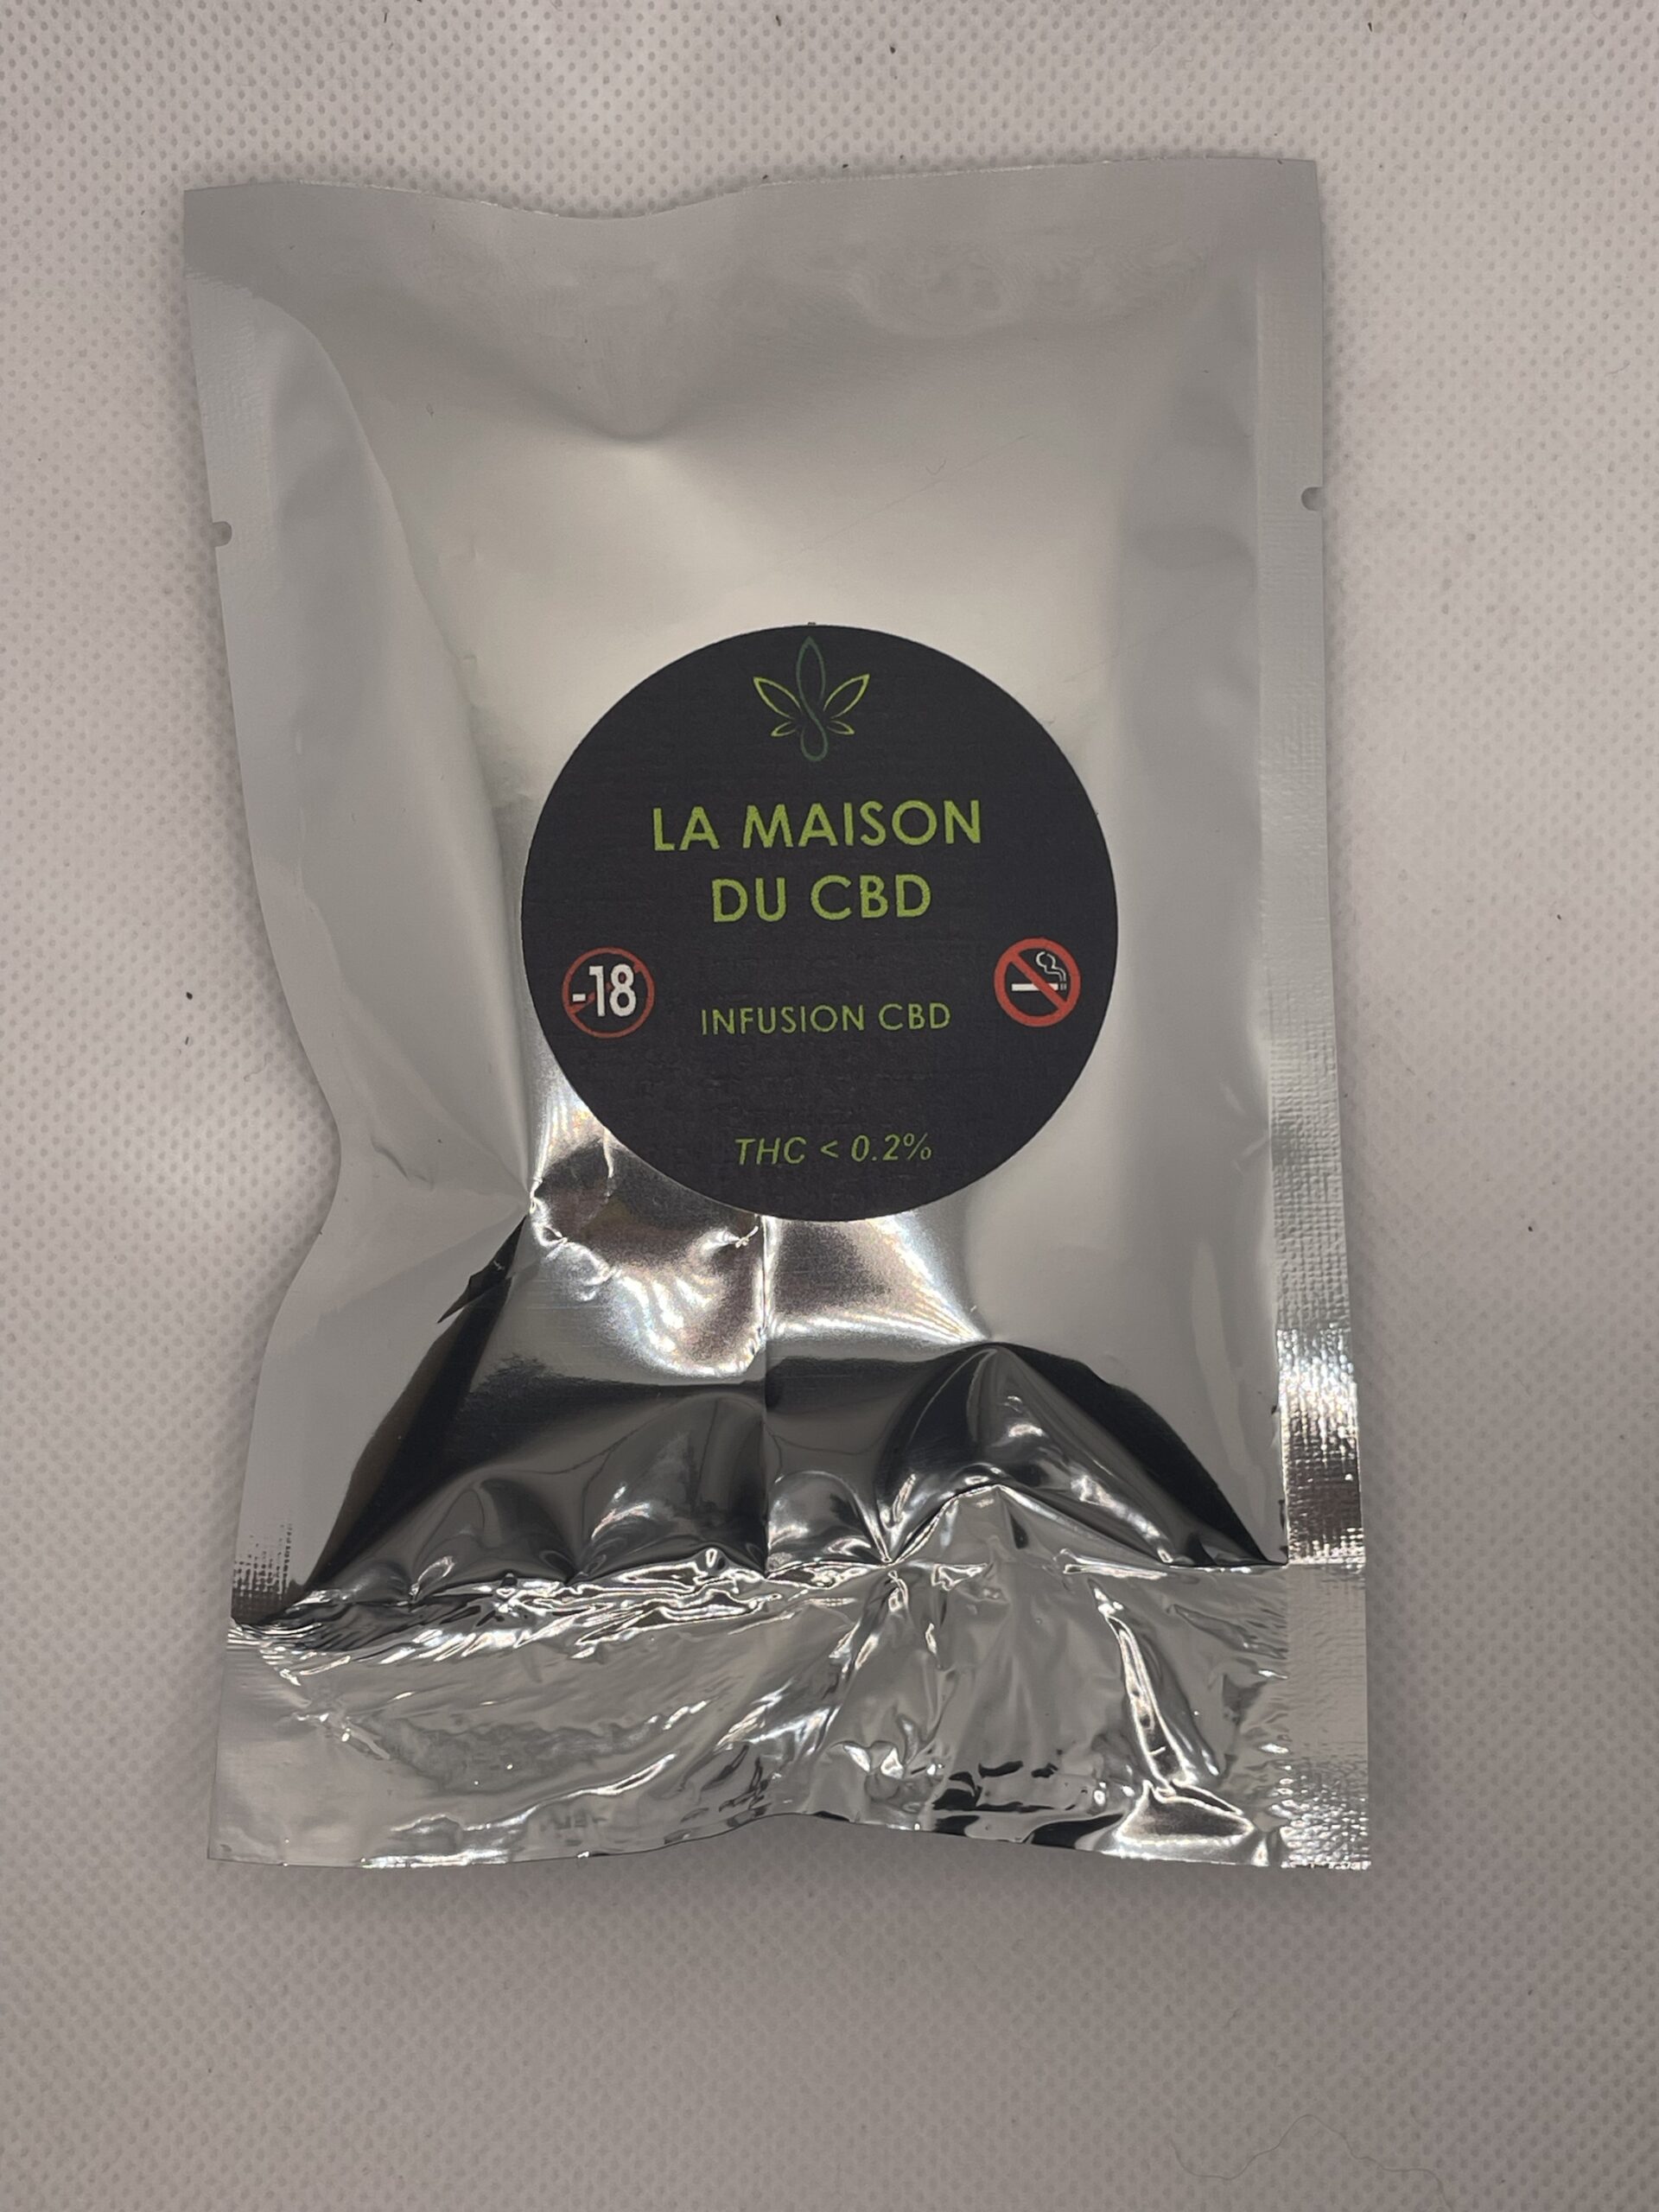 LA MAISON
DU CBD
-18
INFUSION CBD
THC < 0.2%